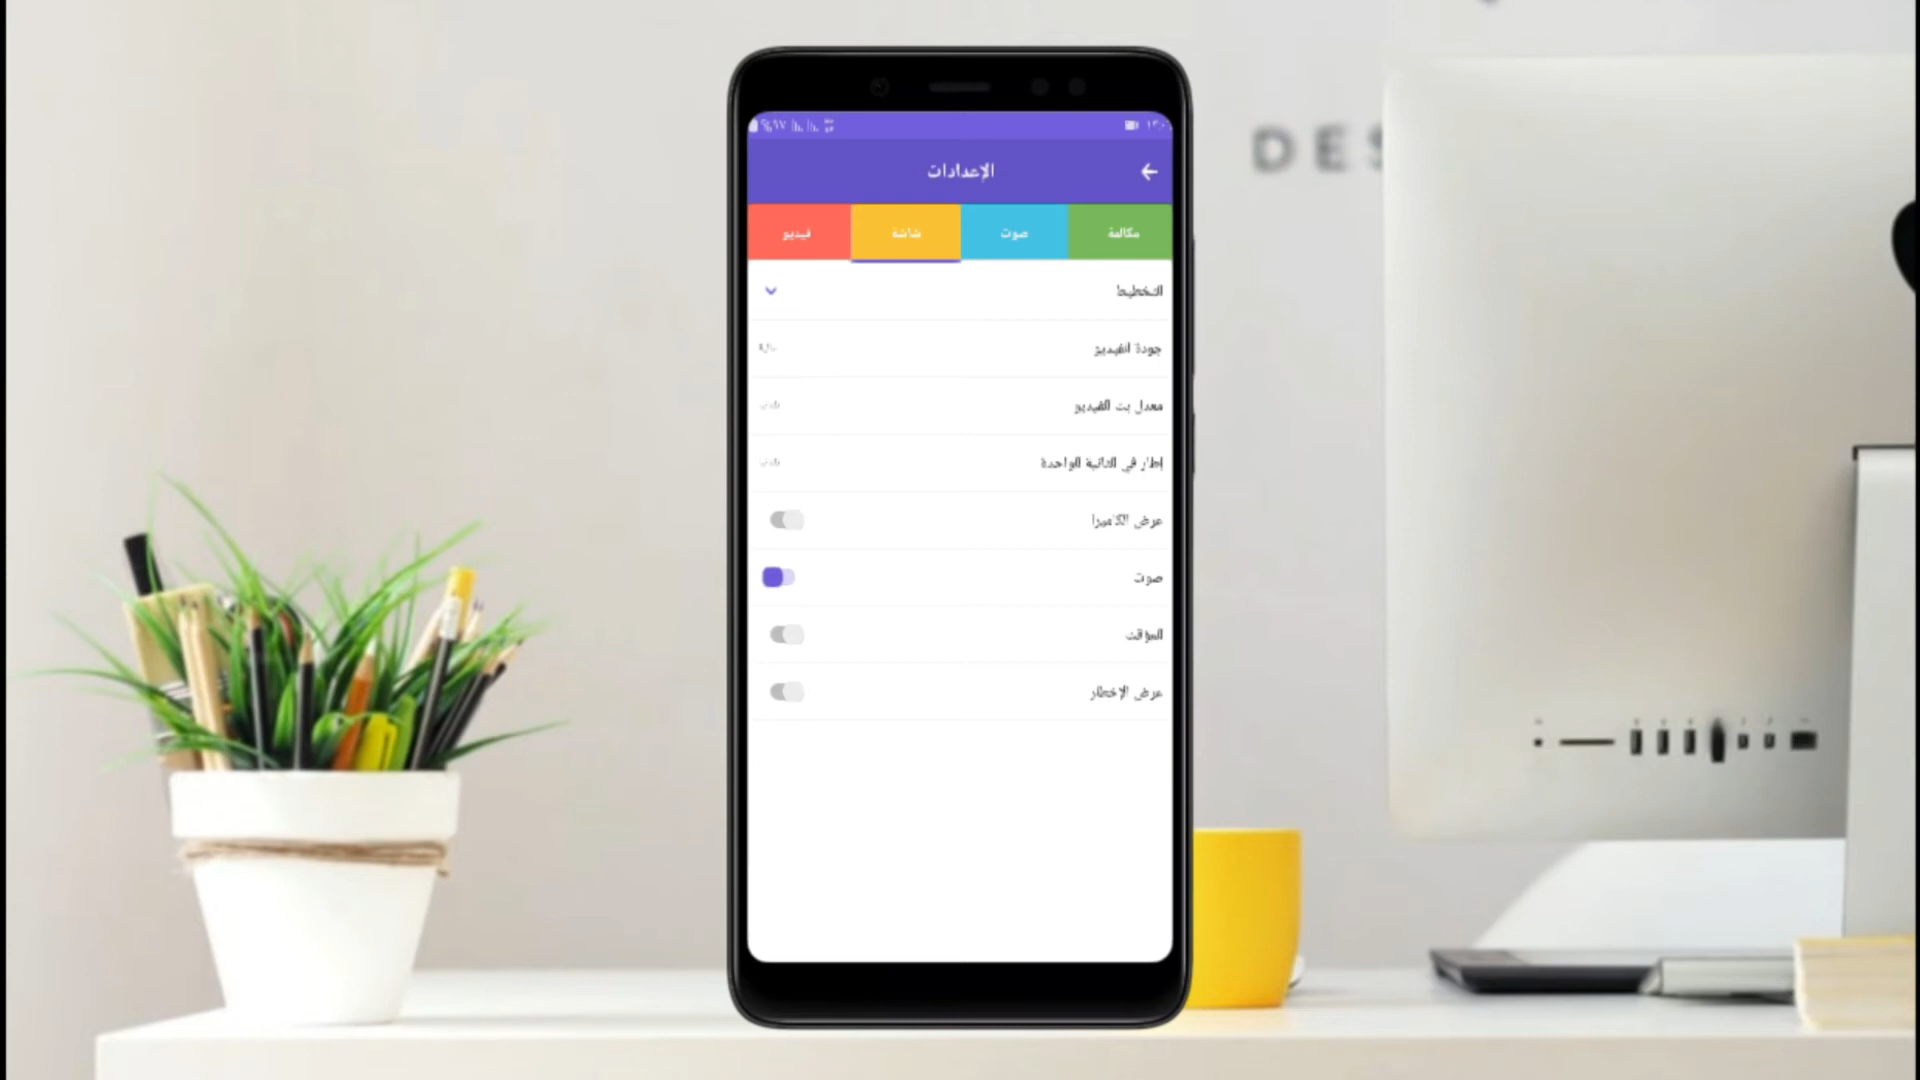 الإعدادات
مكالمة
صوت
شاشة
فيديو
التخطيط
جودة الفيديو
معدل بت الفيديو
إطار في الثانية الواحدة
عرض الكاميرا
صوت
المؤقت
عرض الإخطار
DES